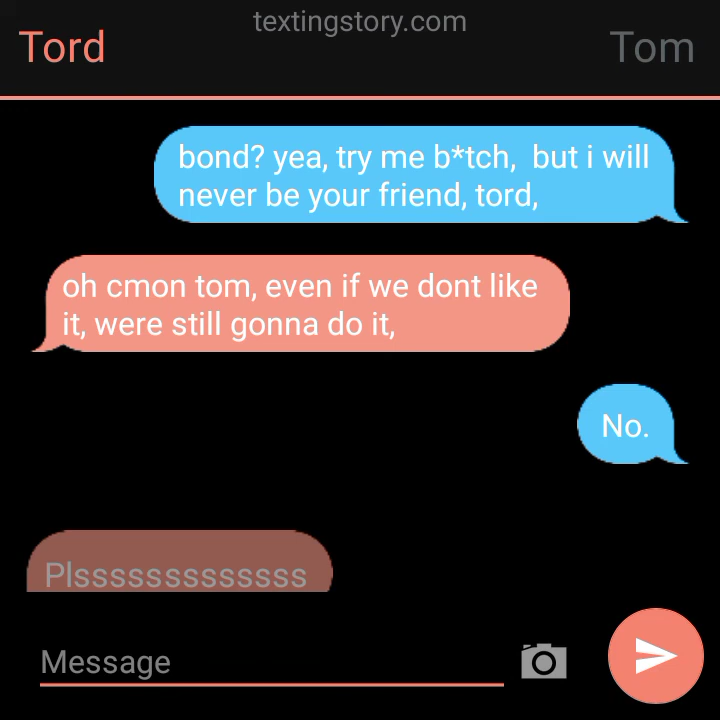 textingstory.com
Tord
Tom
bond? yea, try me b*tch,  but i will
never be your friend, tord,
oh cmon tom, even if we dont like
it, were still gonna do it,
No.
Plsssssssssssss
Message